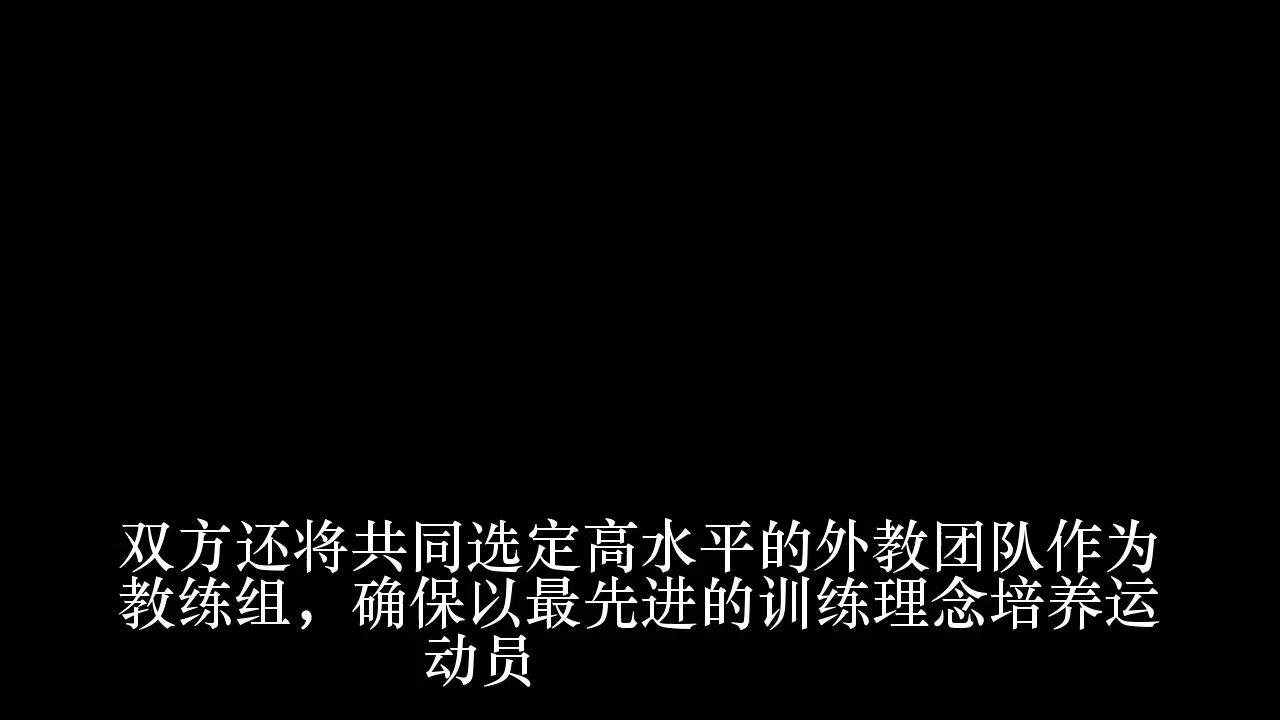 双方还将共同选定高水平的外教团队作为
教练组，确保以最先进的训练理念培养运
动员